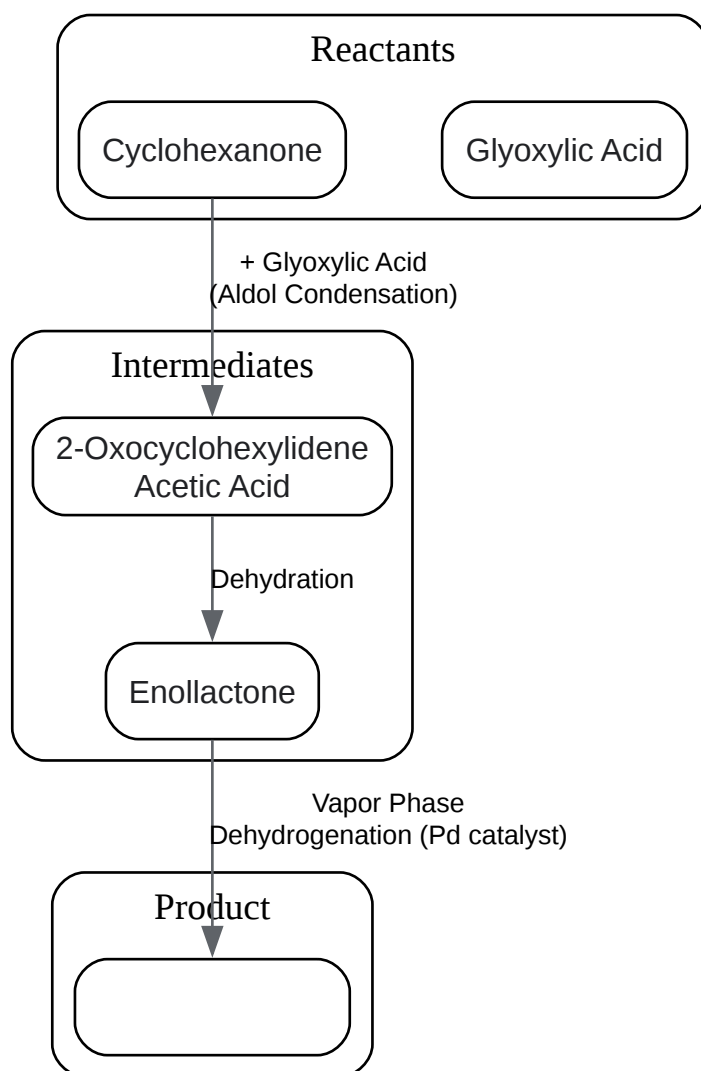 Reactants
Cyclohexanone
Glyoxylic Acid
+ Glyoxylic Acid
(Aldol Condensation)
Intermediates
2-Oxocyclohexylidene
Acetic Acid
Dehydration
Enollactone
Vapor Phase
Dehydrogenation (Pd catalyst)
Product